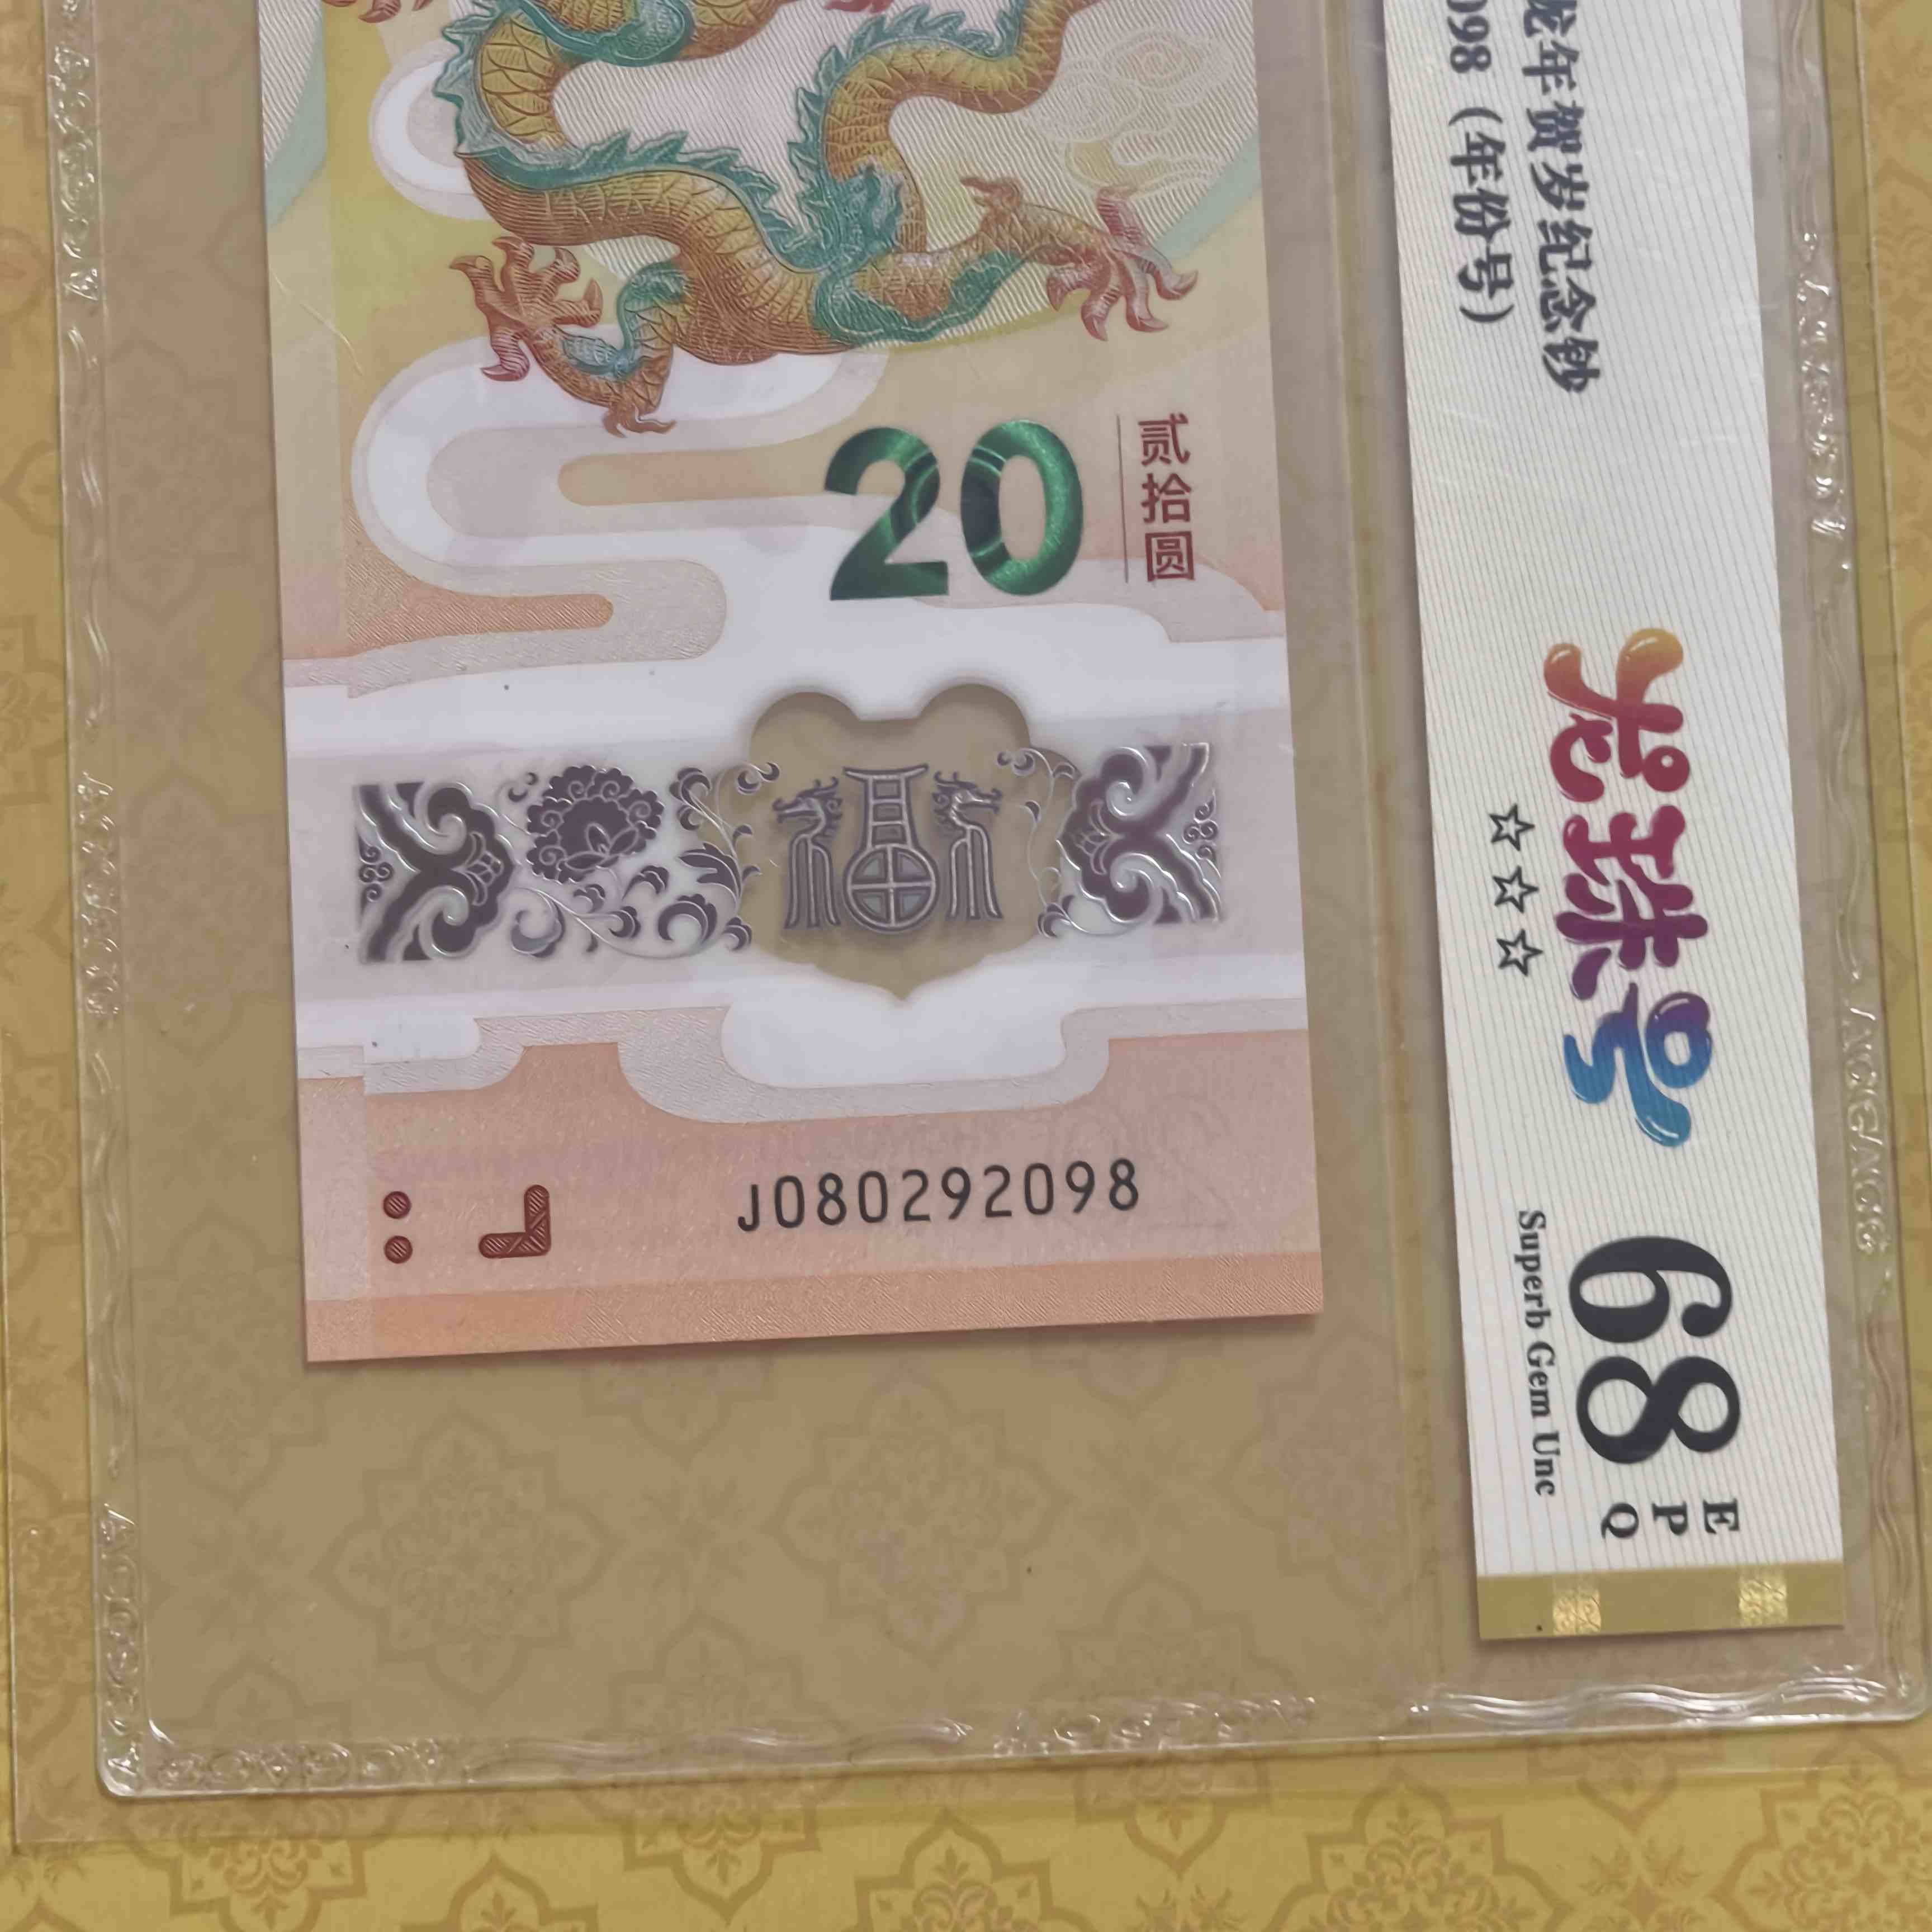 龙年贺岁纪念钞
098（年份号）
龙珠号
☆☆☆
68
EPQ
Superb Gem Unc
20
贰拾圆
福
J080292098